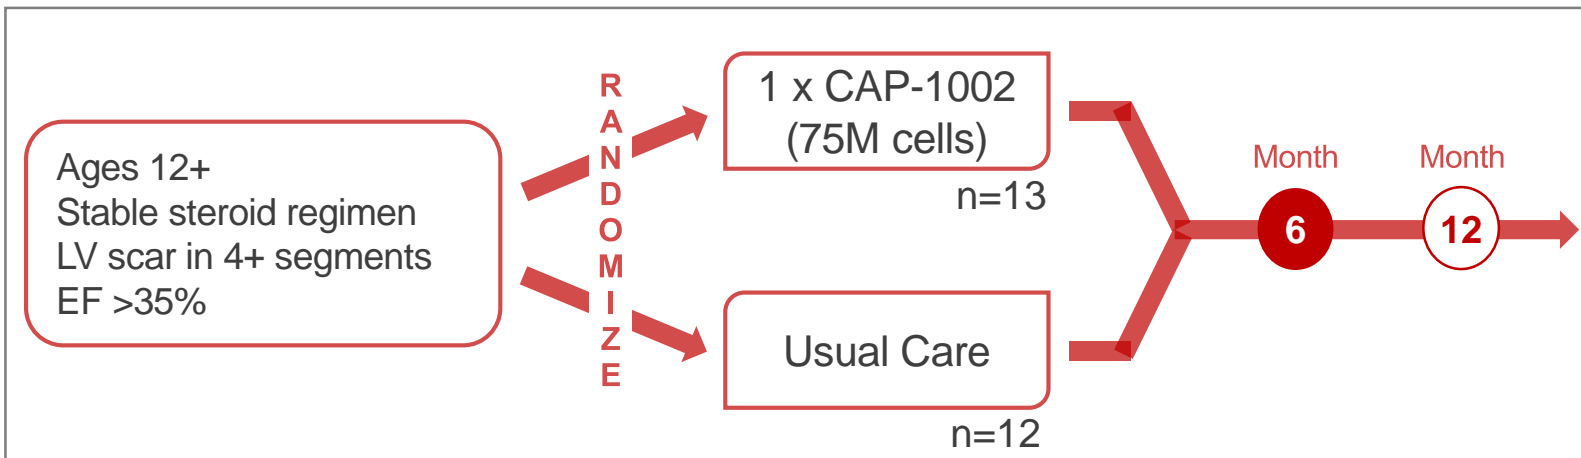 Ages 12+
Stable steroid regimen
LV scar in 4+ segments
EF >35%
RANDOMIZE
1 x CAP-1002
(75M cells)
n=13
Usual Care
n=12
Month
6
Month
12